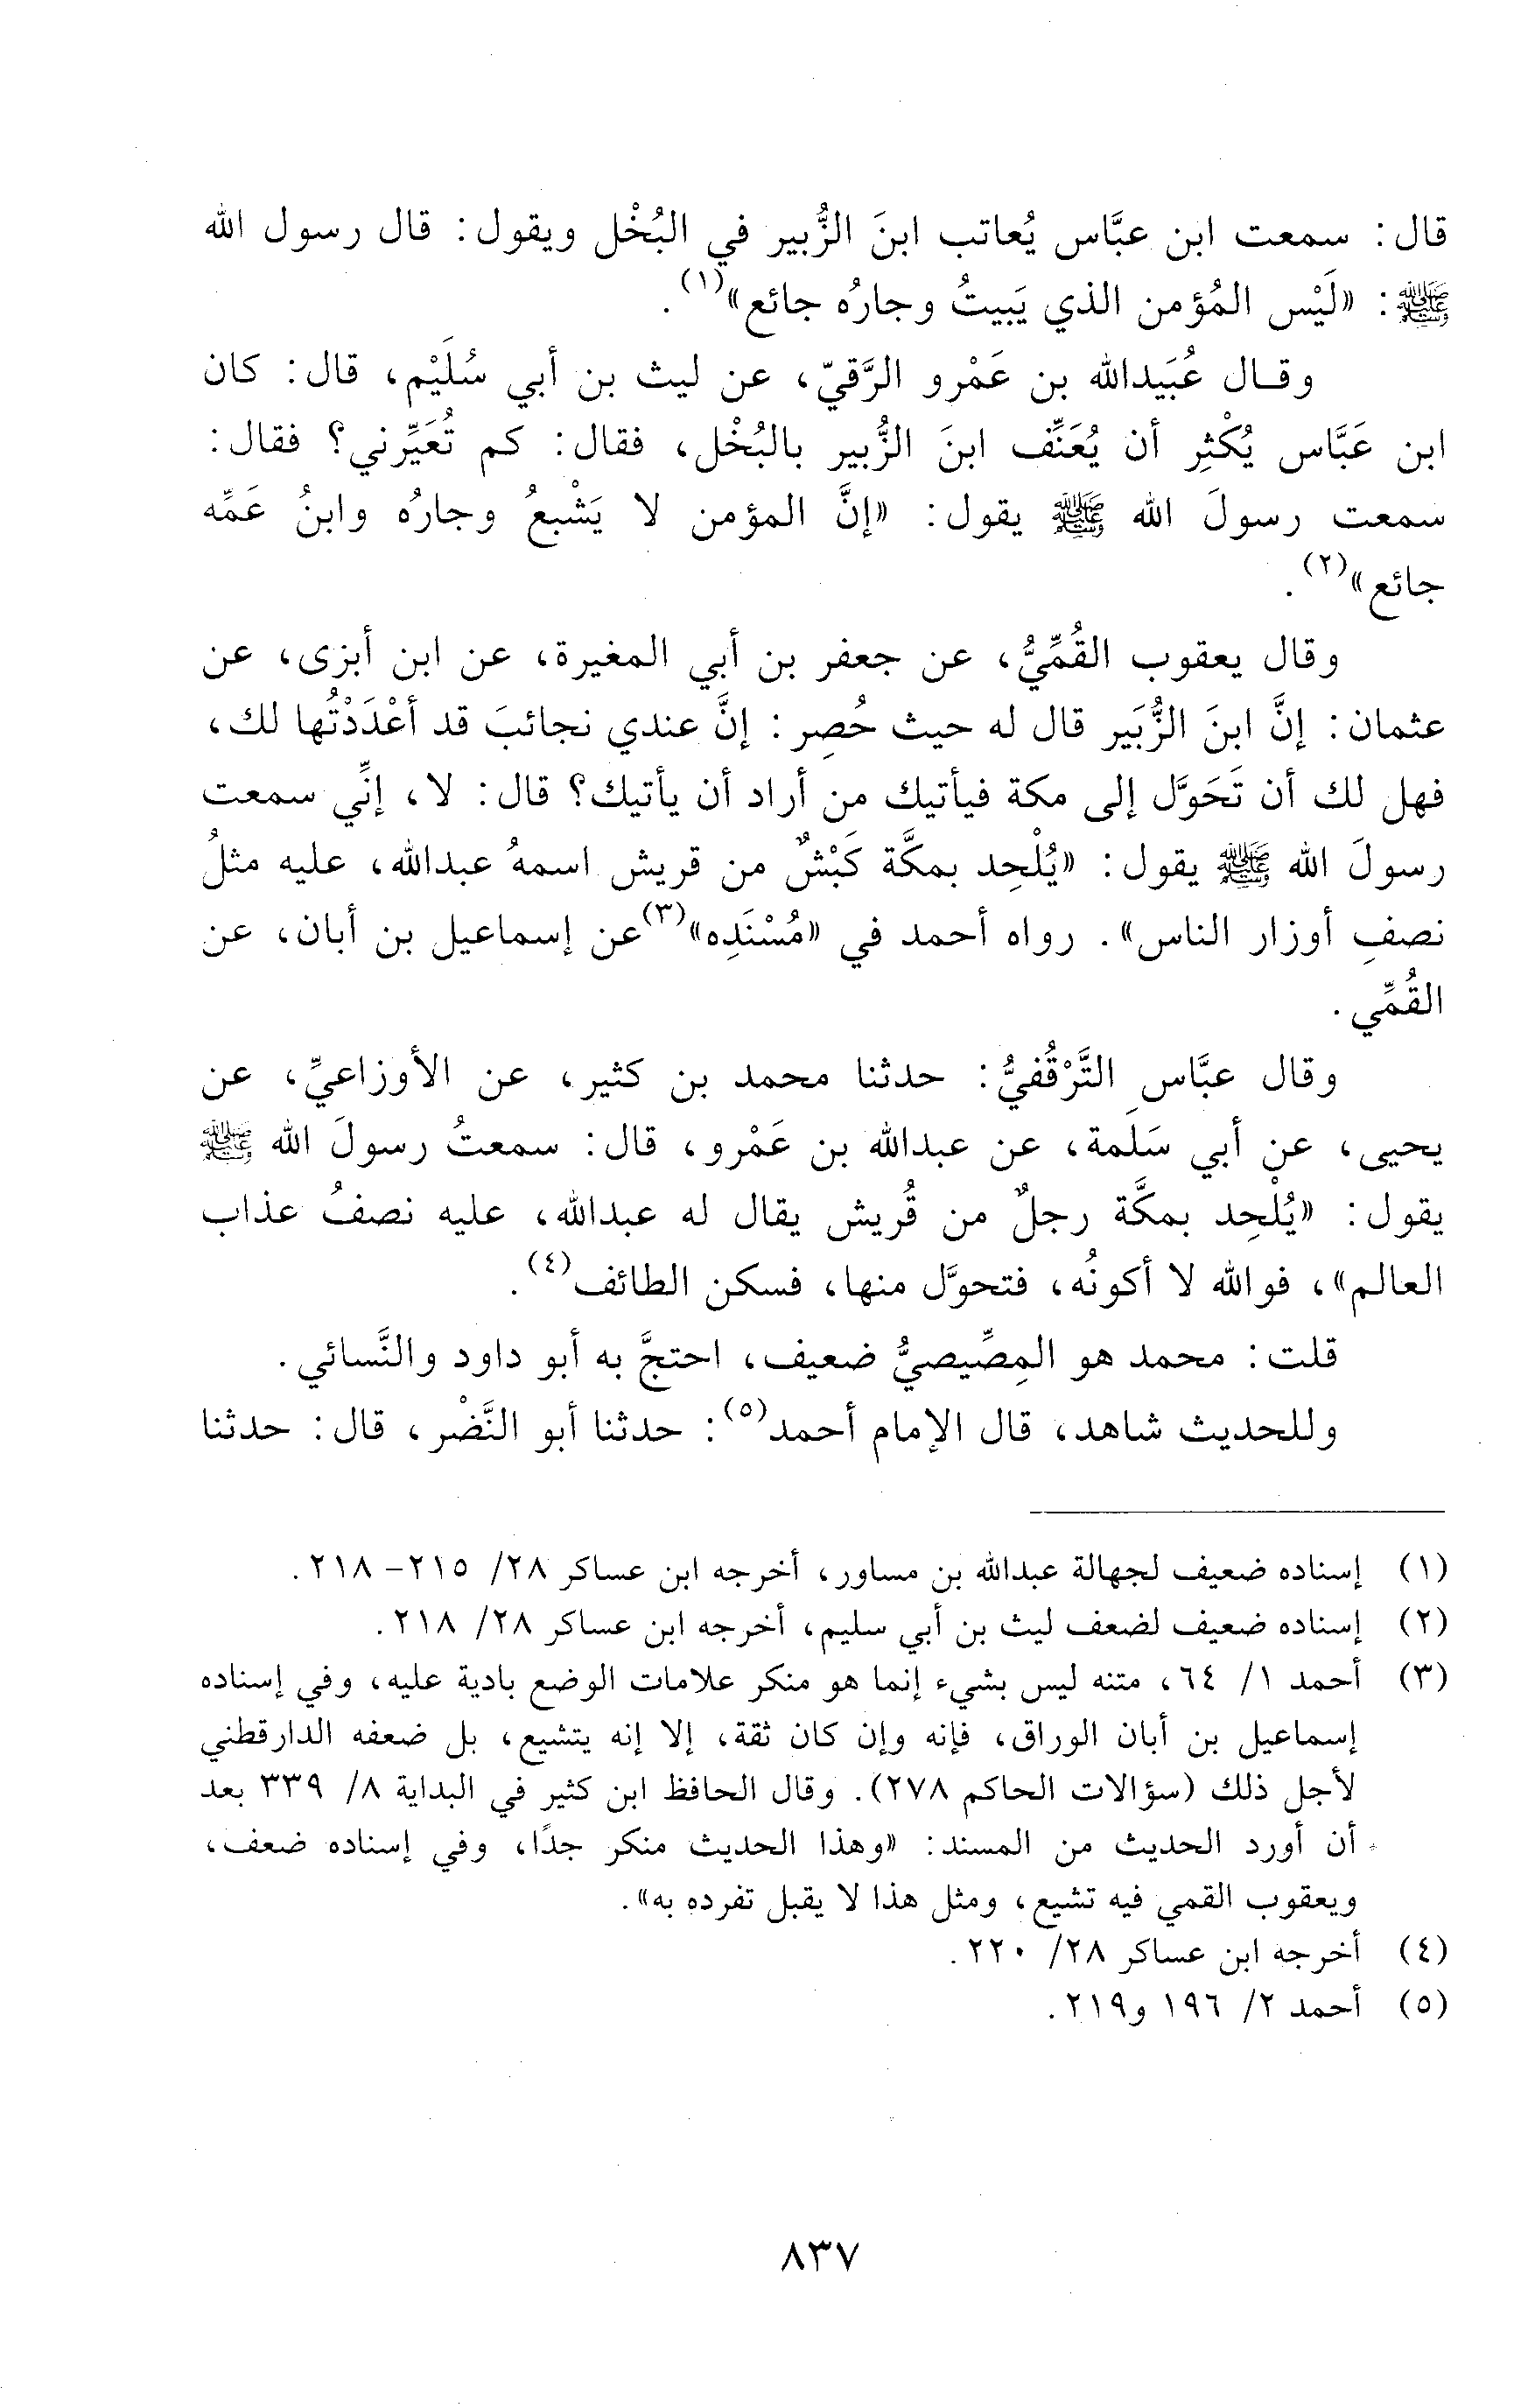 قال: سمعت ابن عبَّاس يُعاتب ابنَ الزُّبير في البُخْل ويقول: قال رسول الله
ﷺ: «لَيْس المُؤمن الذي يَبيتُ وجارُه جائع»(١).
وقال عُبَيدالله بن عَمْرو الرَّقيّ، عن ليث بن أبي سُلَيْم، قال: كان
ابن عَبَّاس يُكْثِر أن يُعَنِّف ابنَ الزُّبير بالبُخْل، فقال: كم تُعَيِّرني؟ فقال:
سمعت رسولَ الله ﷺ يقول: «إنَّ المؤمن لا يَشْبعُ وجارُه وابنُ عَمِّه
جائع»(٢).
وقال يعقوب القُمِّيُّ، عن جعفر بن أبي المغيرة، عن ابن أبزى، عن
عثمان: إنَّ ابنَ الزُّبَير قال له حيث حُصِر: إنَّ عندي نجائبَ قد أعْدَدْتُها لك،
فهل لك أن تَحَوَّل إلى مكة فيأتيك من أراد أن يأتيك؟ قال: لا، إنِّي سمعت
رسولَ الله ﷺ يقول: «يُلْحِد بمكَّة كَبْشٌ من قريش اسمهُ عبدالله، عليه مثلُ
نصفِ أوزار الناس». رواه أحمد في «مُسْنَدِه»(٣) عن إسماعيل بن أبان، عن
القُمِّي.
وقال عبَّاس التَّرْقُفيُّ: حدثنا محمد بن كثير، عن الأوزاعيِّ، عن
يحيى، عن أبي سَلَمة، عن عبدالله بن عَمْرو، قال: سمعتُ رسولَ الله ﷺ
يقول: «يُلْحِد بمكَّة رجلٌ من قُريش يقال له عبدالله، عليه نصفُ عذاب
العالم»، فوالله لا أكونُه، فتحوَّل منها، فسكن الطائف(٤).
قلت: محمد هو المِصِّيصيُّ ضعيف، احتجَّ به أبو داود والنَّسائي.
وللحديث شاهد، قال الإمام أحمد(٥): حدثنا أبو النَّضْر، قال: حدثنا
(١) إسناده ضعيف لجهالة عبدالله بن مساور، أخرجه ابن عساكر ٢٨/ ٢١٥- ٢١٨.
(٢) إسناده ضعيف لضعف ليث بن أبي سليم، أخرجه ابن عساكر ٢٨/ ٢١٨.
(٣) أحمد ١/ ٦٤، متنه ليس بشيء إنما هو منكر علامات الوضع بادية عليه، وفي إسناده
إسماعيل بن أبان الوراق، فإنه وإن كان ثقة، إلا إنه يتشيع، بل ضعفه الدارقطني
لأجل ذلك (سؤالات الحاكم ٢٧٨). وقال الحافظ ابن كثير في البداية ٨/ ٣٣٩ بعد
أن أورد الحديث من المسند: «وهذا الحديث منكر جدًا، وفي إسناده ضعف،
ويعقوب القمي فيه تشيع، ومثل هذا لا يقبل تفرده به».
(٤) أخرجه ابن عساكر ٢٨/ ٢٢٠.
(٥) أحمد ٢/ ١٩٦ و٢١٩.
٨٣٧